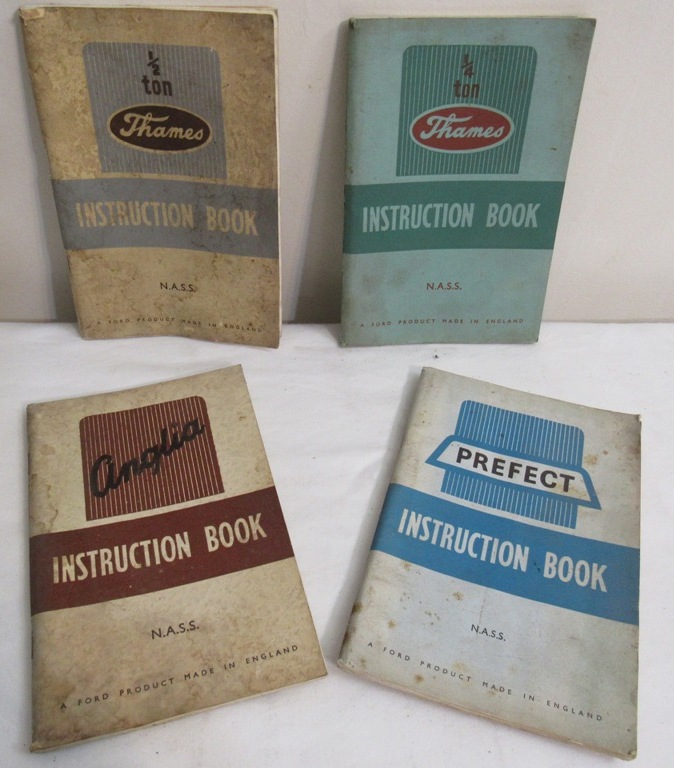 ½
ton
Thames
INSTRUCTION BOOK
N.A.S.S.
A FORD PRODUCT MADE IN ENGLAND
¼
ton
Thames
INSTRUCTION BOOK
N.A.S.S.
A FORD PRODUCT MADE IN ENGLAND
Anglia
INSTRUCTION BOOK
N.A.S.S.
A FORD PRODUCT MADE IN ENGLAND
PREFECT
INSTRUCTION BOOK
N.A.S.S.
A FORD PRODUCT MADE IN ENGLAND